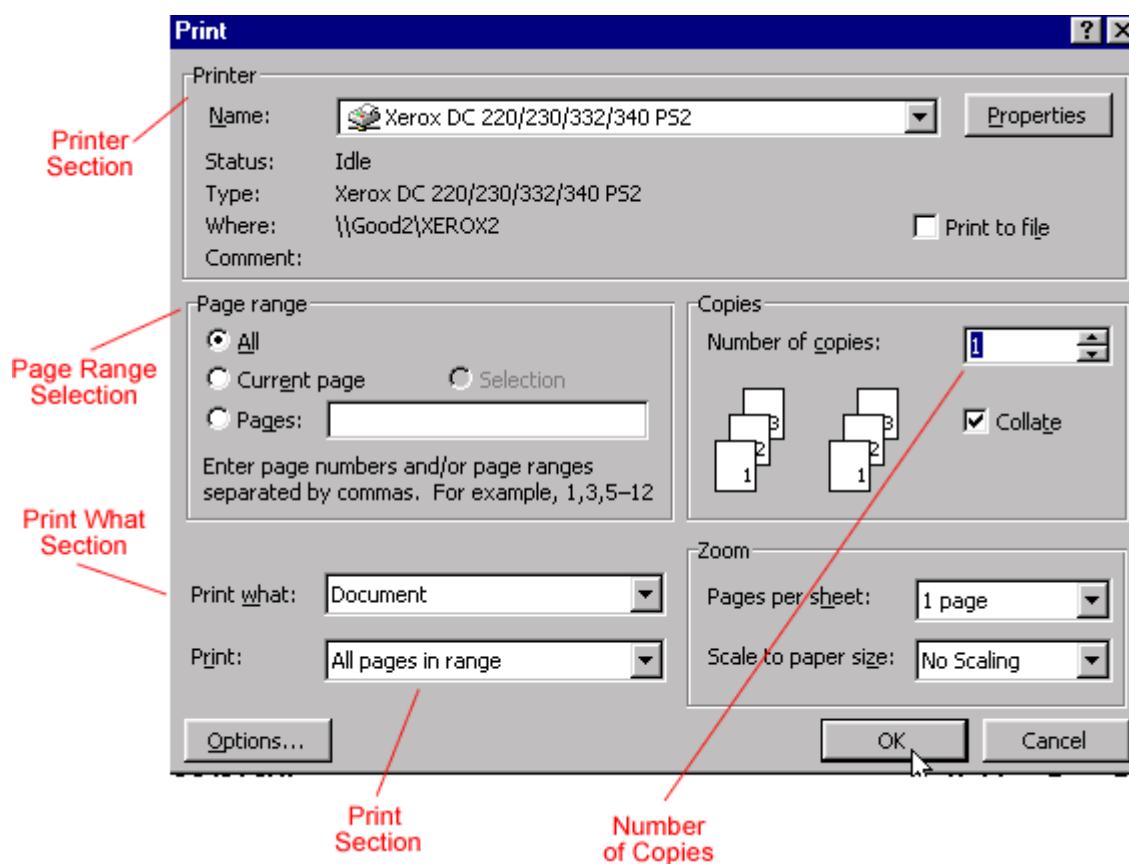 Print
Printer
Name: Xerox DC 220/230/332/340 PS2 Properties
Printer
Section
Status: Idle
Type: Xerox DC 220/230/332/340 PS2
Where: \\Good2\XEROX2 Print to file
Comment:
Page range
All
Current page Selection
Pages:
Enter page numbers and/or page ranges
separated by commas. For example, 1,3,5–12
Page Range
Selection
Copies
Number of copies: 1
3 3
2 2
1 1
Collate
Print What
Section
Print what: Document
Print: All pages in range
Zoom
Pages per sheet: 1 page
Scale to paper size: No Scaling
Options... OK Cancel
Print
Section
Number
of Copies